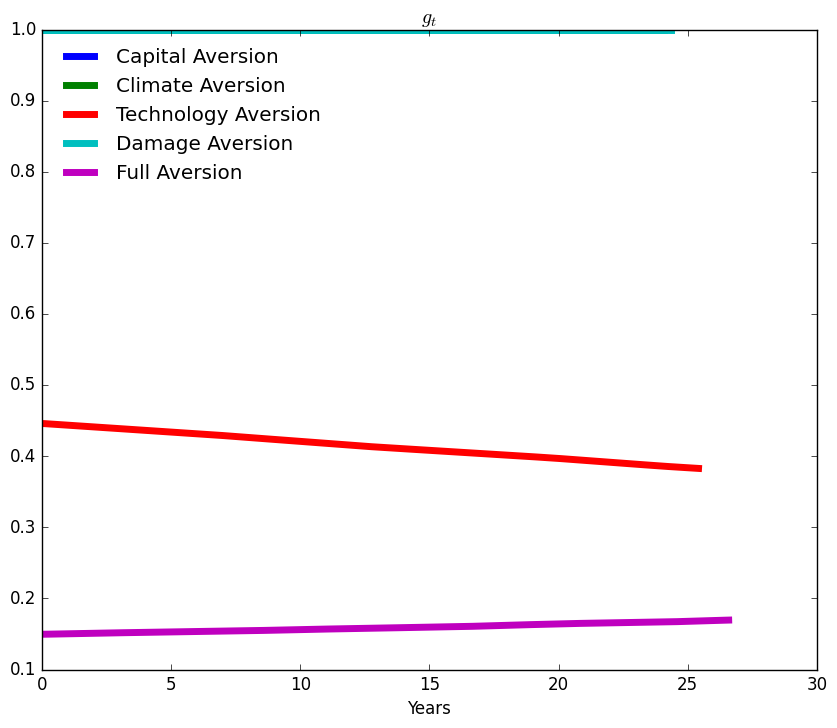 g_t
1.0
Capital Aversion
Climate Aversion
Technology Aversion
Damage Aversion
Full Aversion
0.9
0.8
0.7
0.6
0.5
0.4
0.3
0.2
0.1
0 5 10 15 20 25 30
Years